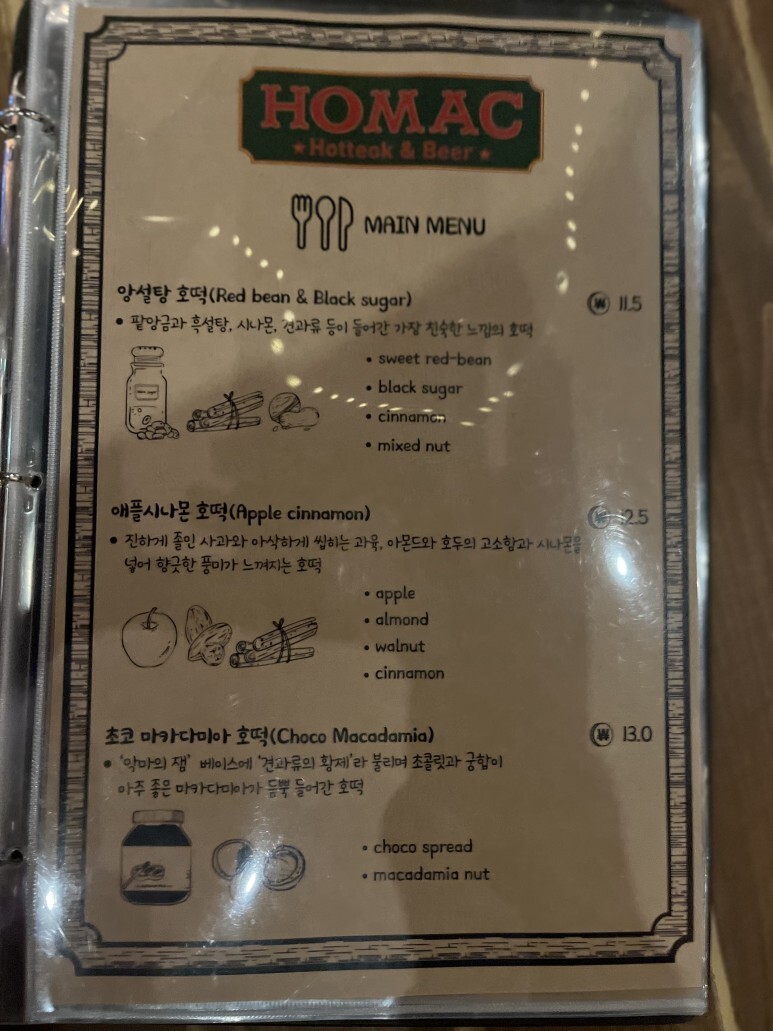 HOMAC
★Hotteok & Beer★
MAIN MENU
앙설탕 호떡(Red bean & Black sugar)
₩ 11.5
• 팥앙금과 흑설탕, 시나몬, 견과류 등이 들어간 가장 친숙한 느낌의 호떡
• sweet red-bean
• black sugar
• cinnamon
• mixed nut
애플시나몬 호떡(Apple cinnamon)
₩ 12.5
• 진하게 졸인 사과와 아삭하게 씹히는 과육, 아몬드와 호두의 고소함과 시나몬을
넣어 향긋한 풍미가 느껴지는 호떡
• apple
• almond
• walnut
• cinnamon
초코 마카다미아 호떡(Choco Macadamia)
₩ 13.0
• '악마의 잼' 베이스에 '견과류의 황제'라 불리며 초콜릿과 궁합이
아주 좋은 마카다미아가 듬뿍 들어간 호떡
• choco spread
• macadamia nut